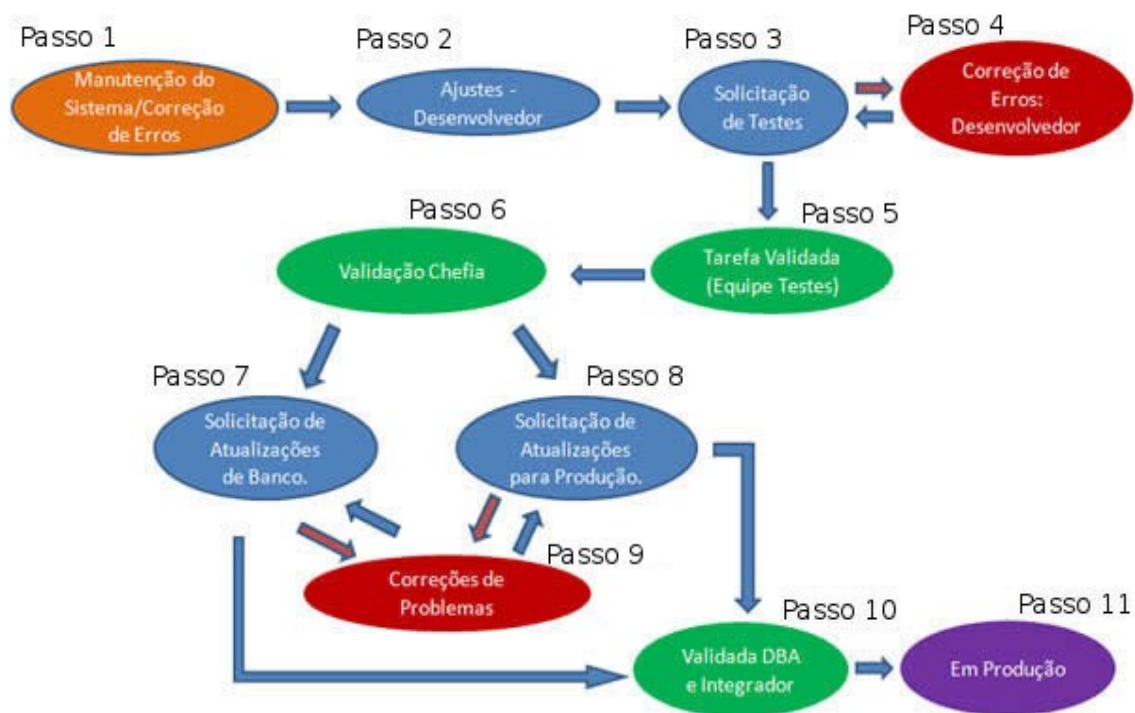 Passo 1
Manutenção do
Sistema/Correção
de Erros
Passo 2
Ajustes -
Desenvolvedor
Passo 3
Solicitação
de Testes
Passo 4
Correção de
Erros:
Desenvolvedor
Passo 5
Tarefa Validada
(Equipe Testes)
Passo 6
Validação Chefia
Passo 7
Solicitação de
Atualizações
de Banco.
Passo 8
Solicitação de
Atualizações
para Produção.
Passo 9
Correções de
Problemas
Passo 10
Validada DBA
e Integrador
Passo 11
Em Produção